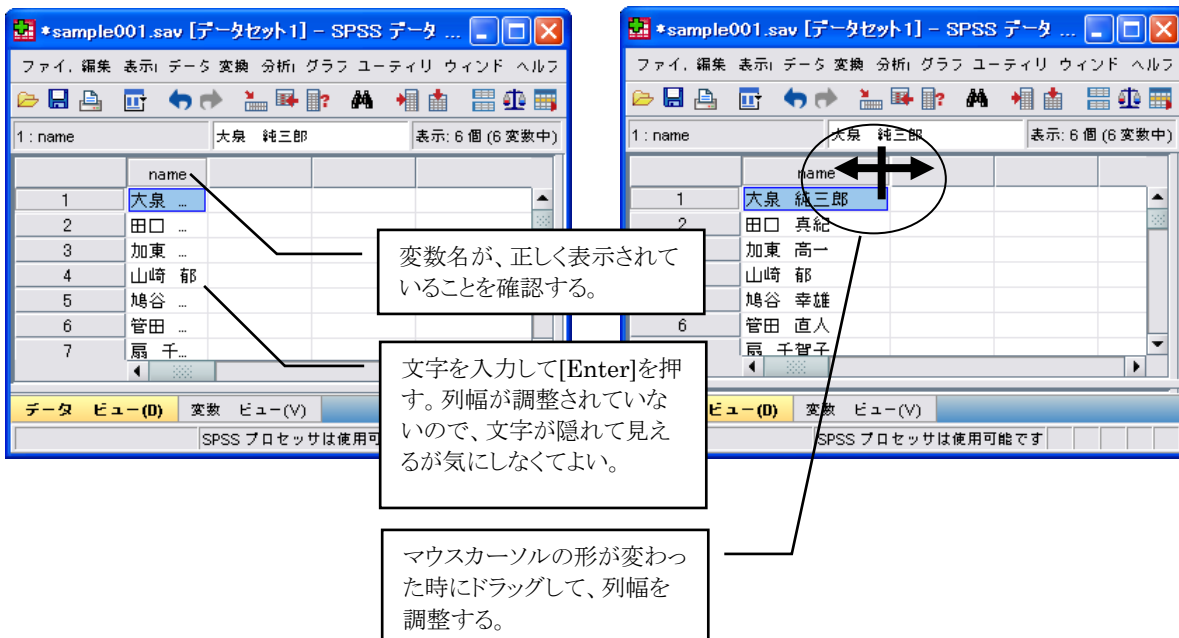 *sample001.sav [データセット1] – SPSS データ ...
ファイ. 編集 表示 データ 変換 分析 グラフ ユーティリ ウィンド ヘルプ
1 : name 大泉 純三郎 表示: 6 個 (6 変数中)
name
1 大泉 ...
2 田口 ...
3 加東 ...
4 山崎 郁
5 鳩谷 ...
6 管田 ...
7 扇 千...
データ ビュー(D) 変数 ビュー(V)
SPSS プロセッサは使用可
*sample001.sav [データセット1] – SPSS データ ...
ファイ. 編集 表示 データ 変換 分析 グラフ ユーティリ ウィンド ヘルプ
1 : name 大泉 純三郎 表示: 6 個 (6 変数中)
name
1 大泉 純三郎
2 田口 真紀
加東 高一
山崎 郁
鳩谷 幸雄
6 管田 直人
扇 千賀子
ビュー(D) 変数 ビュー(V)
SPSS プロセッサは使用可能です
変数名が、正しく表示されて
いることを確認する。
文字を入力して[Enter]を押
す。列幅が調整されていな
いので、文字が隠れて見え
るが気にしなくてよい。
マウスカーソルの形が変わっ
た時にドラッグして、列幅を
調整する。